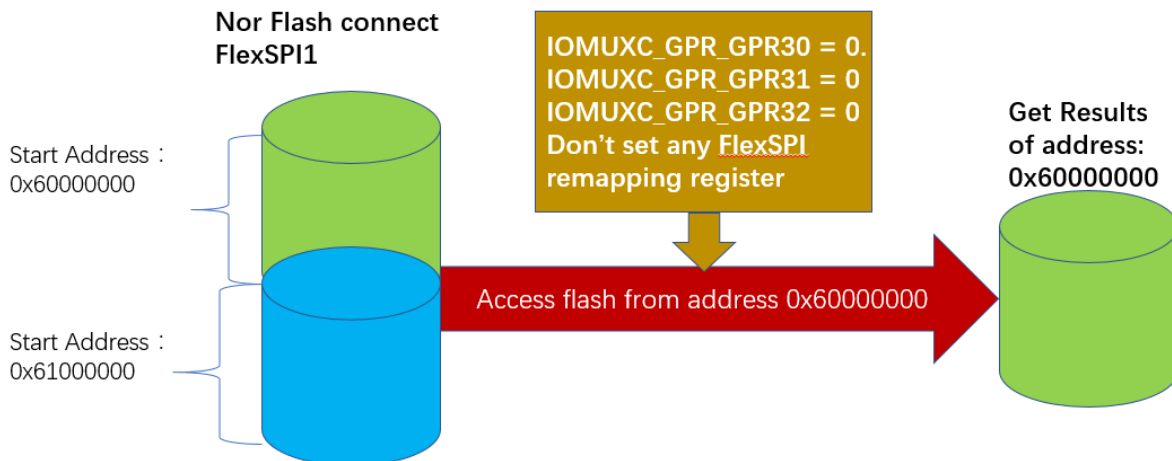 Nor Flash connect
FlexSPI1
Start Address：
0x60000000
Start Address：
0x61000000
IOMUXC_GPR_GPR30 = 0.
IOMUXC_GPR_GPR31 = 0
IOMUXC_GPR_GPR32 = 0
Don’t set any FlexSPI
remapping register
Access flash from address 0x60000000
Get Results
of address:
0x60000000